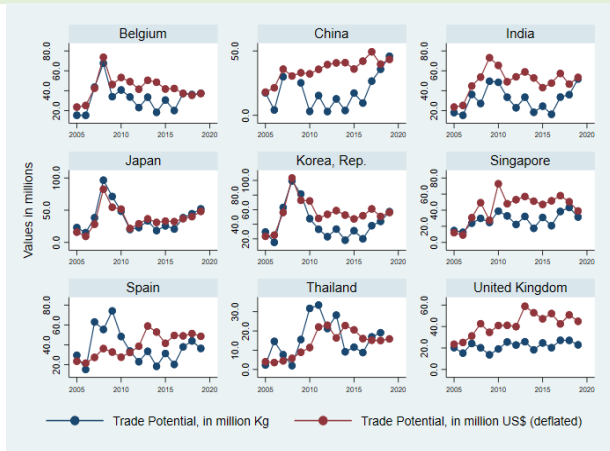 Belgium China India
80.0 60.0 40.0 20.0
2005 2010 2015 2020
50.0 0.0
2005 2010 2015 2020
80.0 60.0 40.0 20.0
2005 2010 2015 2020
Values in millions
Japan Korea, Rep. Singapore
100.0 50.0 0.0
2005 2010 2015 2020
100.0 80.0 60.0 40.0 20.0
2005 2010 2015 2020
80.0 60.0 40.0 20.0 0.0
2005 2010 2015 2020
Spain Thailand United Kingdom
80.0 60.0 40.0 20.0
2005 2010 2015 2020
30.0 20.0 10.0 0.0
2005 2010 2015 2020
60.0 40.0 20.0 0.0
2005 2010 2015 2020
Trade Potential, in million Kg Trade Potential, in million US$ (deflated)